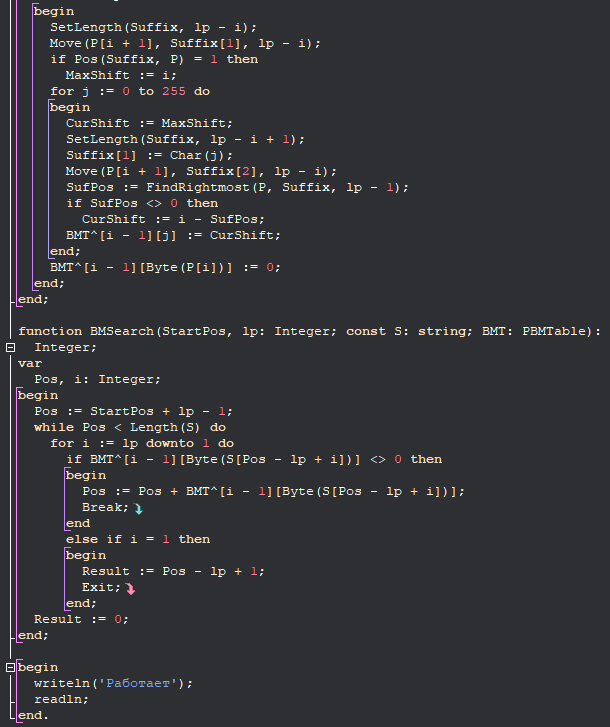 begin
SetLength(Suffix, lp - i);
Move(P[i + 1], Suffix[1], lp - i);
if Pos(Suffix, P) = 1 then
MaxShift := i;
for j := 0 to 255 do
begin
CurShift := MaxShift;
SetLength(Suffix, lp - i + 1);
Suffix[1] := Char(j);
Move(P[i + 1], Suffix[2], lp - i);
SufPos := FindRightmost(P, Suffix, lp - 1);
if SufPos <> 0 then
CurShift := i - SufPos;
BMT^[i - 1][j] := CurShift;
end;
BMT^[i - 1][Byte(P[i])] := 0;
end;
end;
function BMSearch(StartPos, lp: Integer; const S: string; BMT: PBMTable):
Integer;
var
Pos, i: Integer;
begin
Pos := StartPos + lp - 1;
while Pos < Length(S) do
for i := lp downto 1 do
if BMT^[i - 1][Byte(S[Pos - lp + i])] <> 0 then
begin
Pos := Pos + BMT^[i - 1][Byte(S[Pos - lp + i])];
Break;
end
else if i = 1 then
begin
Result := Pos - lp + 1;
Exit;
end;
Result := 0;
end;
begin
writeln('Работает');
readln;
end.